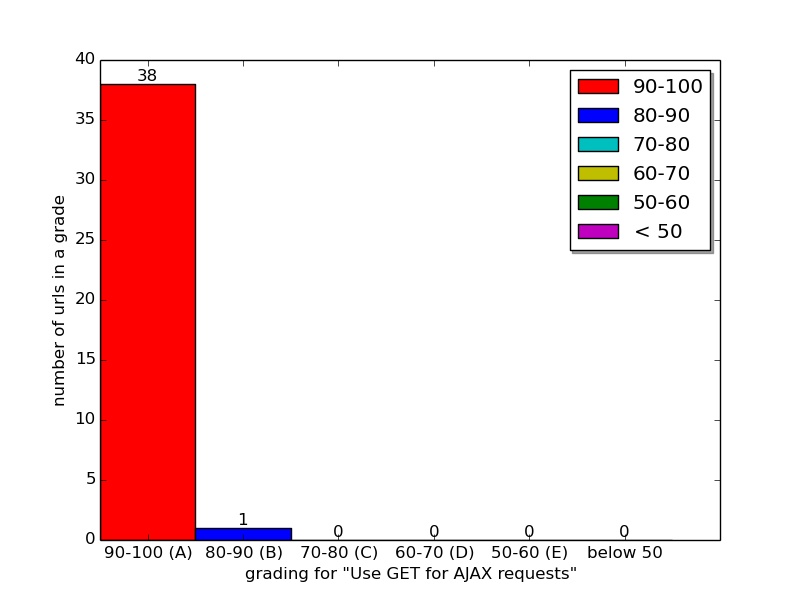 40
38
35
30
25
20
15
10
5
0
number of urls in a grade
1
0
0
0
0
90-100 (A)
80-90 (B)
70-80 (C)
60-70 (D)
50-60 (E)
below 50
grading for "Use GET for AJAX requests"
90-100
80-90
70-80
60-70
50-60
< 50